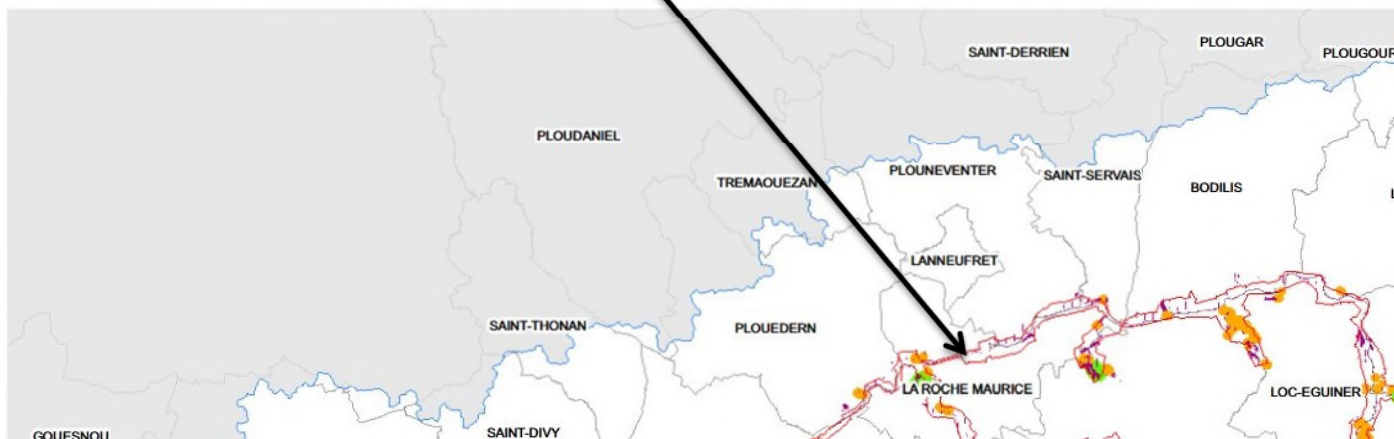 PLOUGAR
SAINT-DERRIEN
PLOUGOUR
PLOUDANIEL
PLOUNEVENTER
SAINT-SERVAIS
TREMAOUEZAN
BODILIS
L
LANNEUFRET
SAINT-THONAN
PLOUEDERN
LA ROCHE MAURICE
LOC-EGUINER
SAINT-DIVY
GOUESNOU